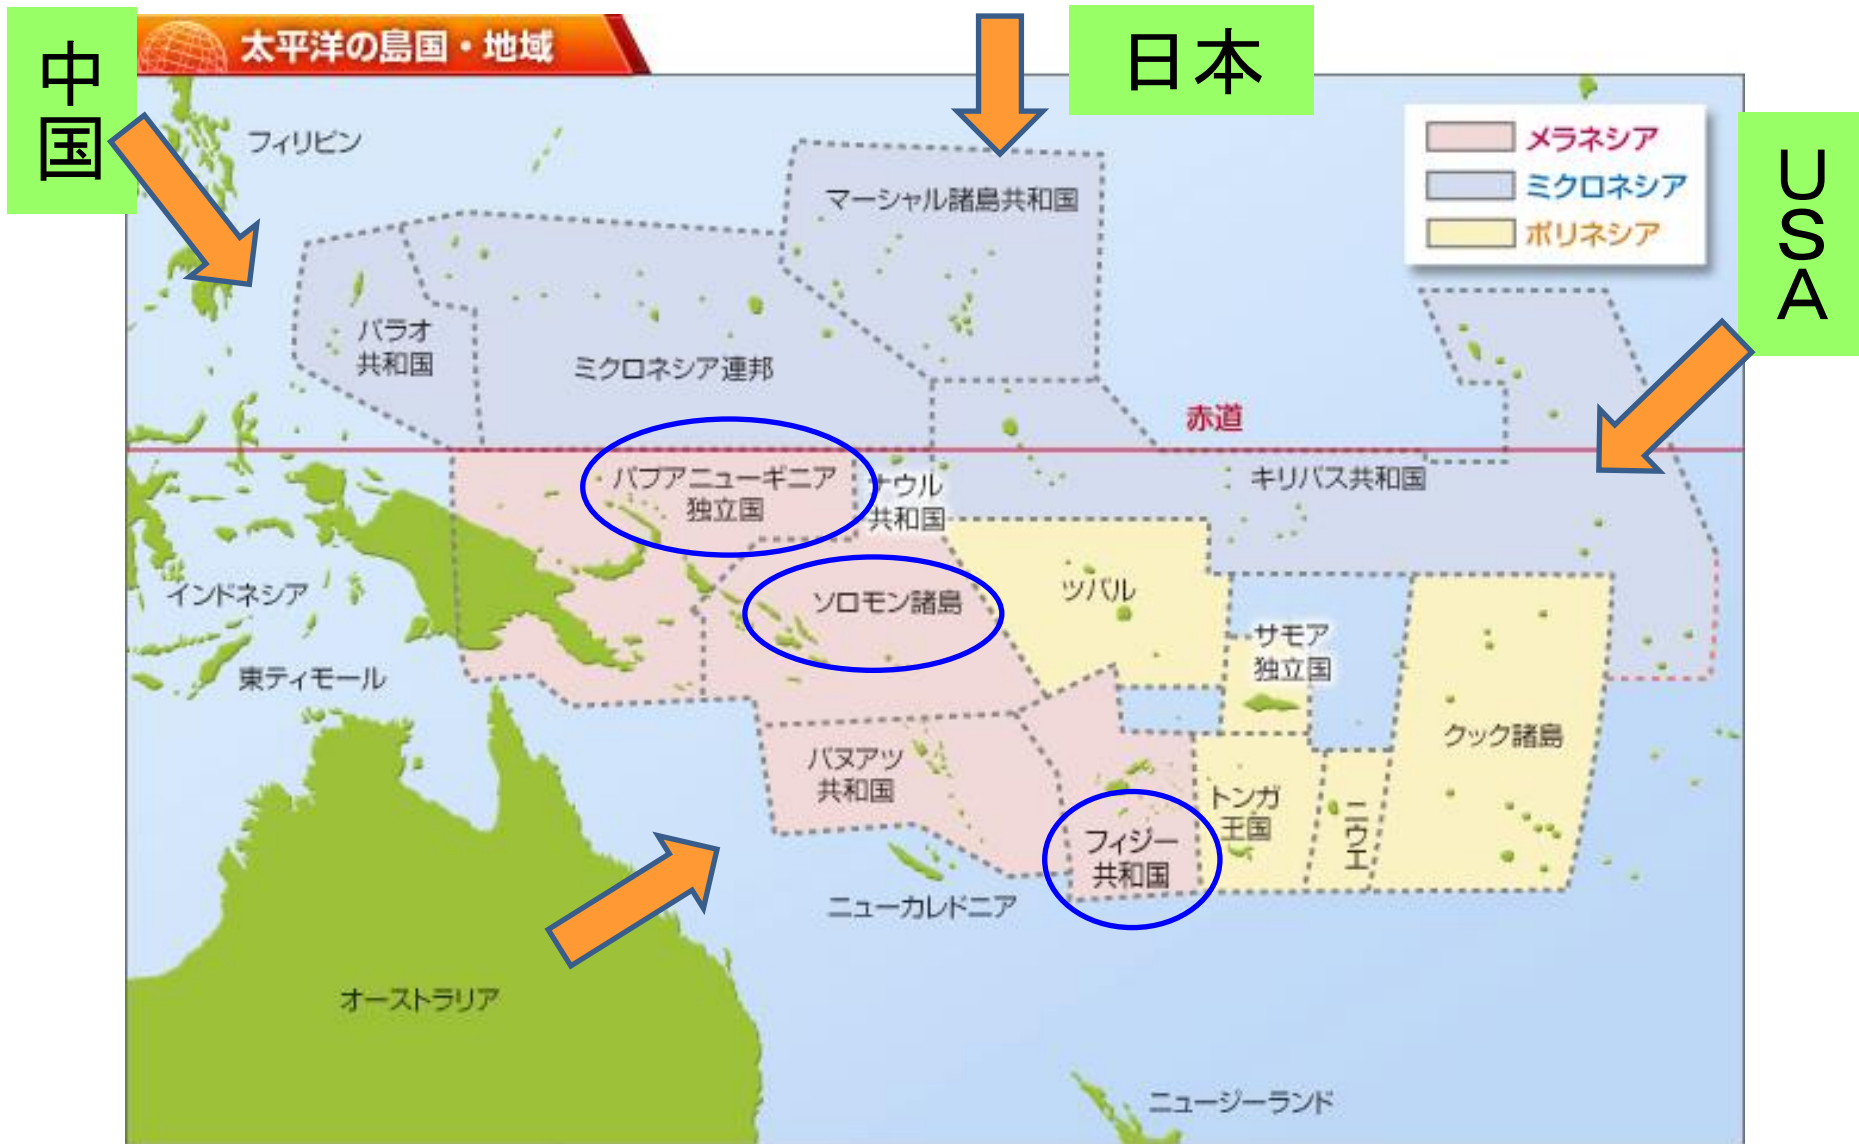 中
国
太平洋の島国・地域
日本
U
S
A
メラネシア
ミクロネシア
ポリネシア
フィリピン
マーシャル諸島共和国
パラオ
共和国
ミクロネシア連邦
赤道
パプアニューギニア
独立国
ナウル
共和国
キリバス共和国
インドネシア
ソロモン諸島
ツバル
サモア
独立国
東ティモール
バヌアツ
共和国
クック諸島
トンガ
王国
ニウエ
フィジー
共和国
ニューカレドニア
オーストラリア
ニュージーランド